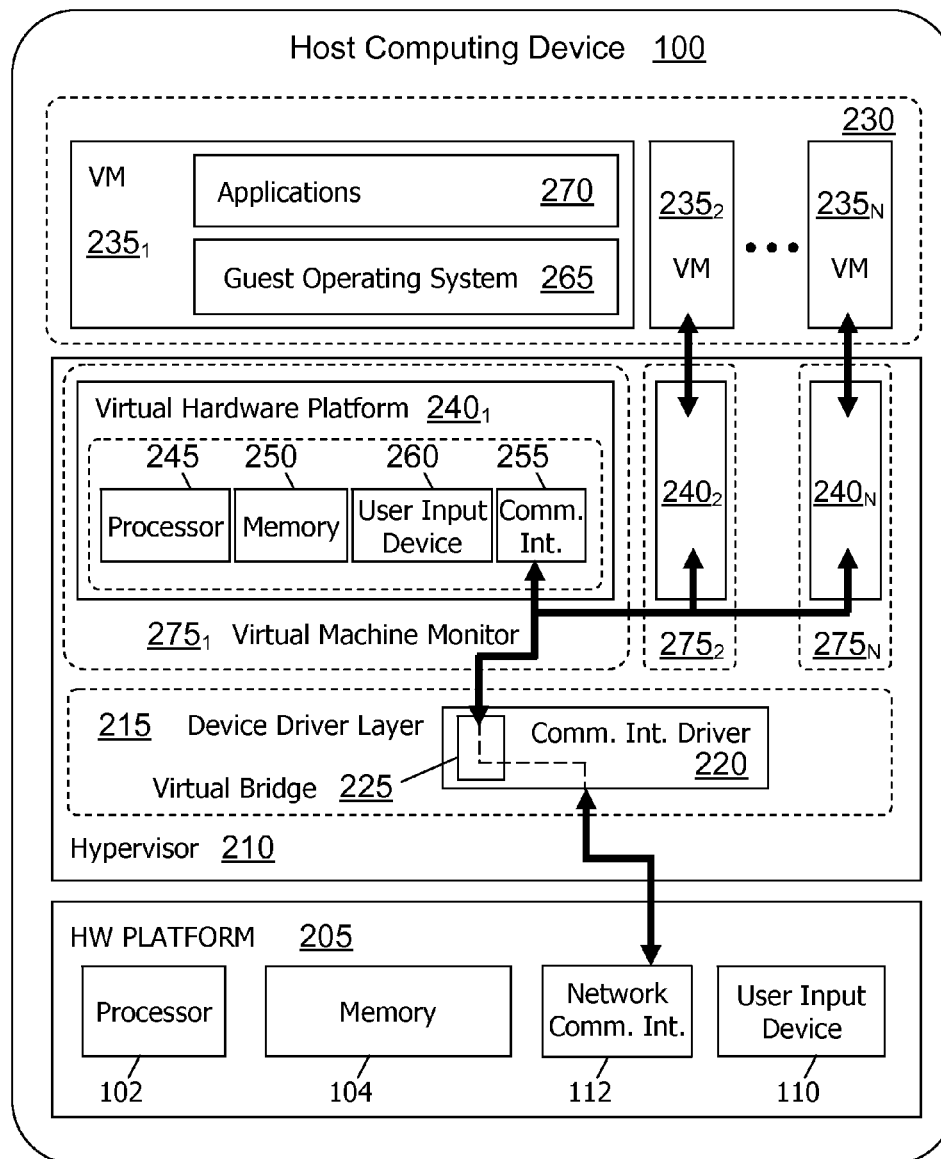 Host Computing Device 100
230
VM
235₁
Applications 270
Guest Operating System 265
235₂
VM
235N
VM
Virtual Hardware Platform 240₁
245 250 260 255
Processor
Memory
User Input
Device
Comm.
Int.
240₂
240N
275₁ Virtual Machine Monitor
275₂
275N
215 Device Driver Layer
Comm. Int. Driver
220
Virtual Bridge 225
Hypervisor 210
HW PLATFORM 205
Processor
Memory
Network
Comm. Int.
User Input
Device
102 104 112 110